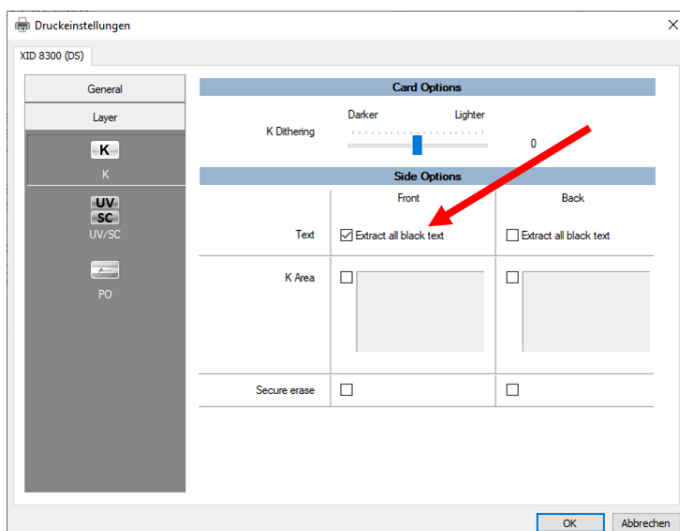 Druckeinstellungen
XID 8300 (DS)
General
Layer
K
K
UV
SC
UV/SC
PO
Card Options
Darker Lighter
K Dithering
0
Side Options
Front Back
Text Extract all black text Extract all black text
K Area
Secure erase
OK Abbrechen